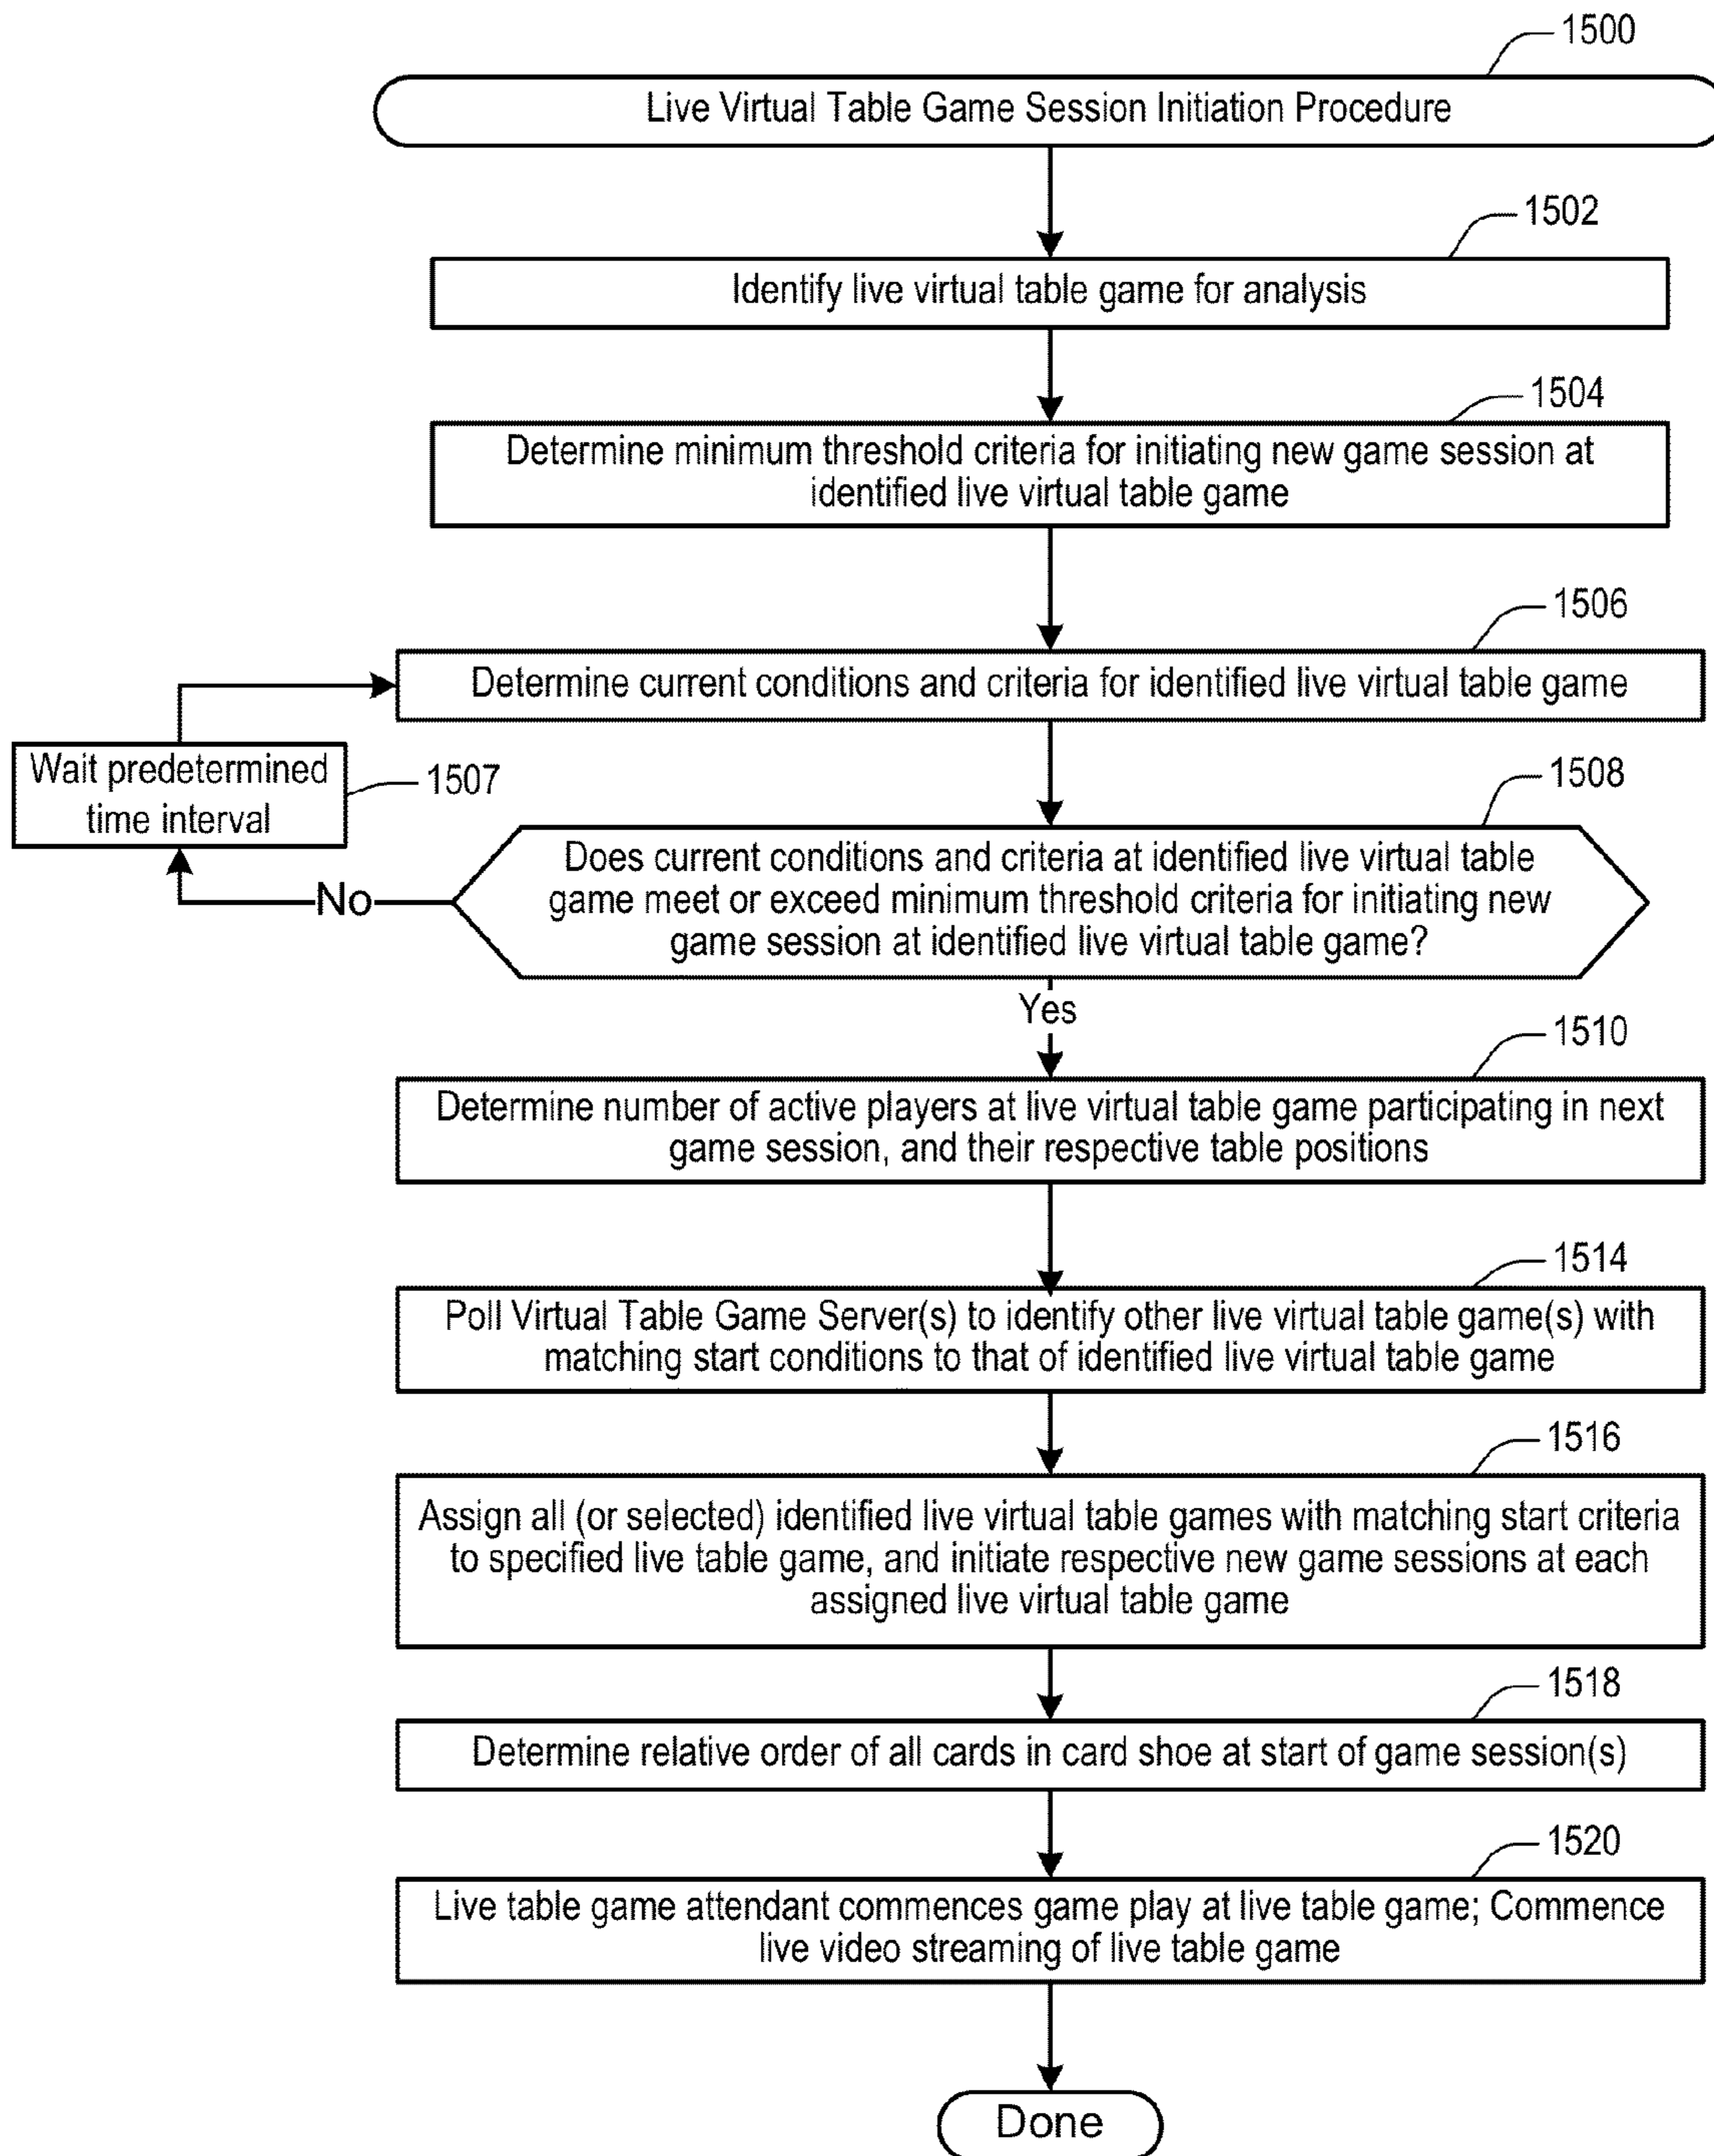 1500
Live Virtual Table Game Session Initiation Procedure
1502
Identify live virtual table game for analysis
1504
Determine minimum threshold criteria for initiating new game session at
identified live virtual table game
1506
Determine current conditions and criteria for identified live virtual table game
Wait predetermined
time interval
1507
1508
Does current conditions and criteria at identified live virtual table
game meet or exceed minimum threshold criteria for initiating new
game session at identified live virtual table game?
No
Yes
1510
Determine number of active players at live virtual table game participating in next
game session, and their respective table positions
1514
Poll Virtual Table Game Server(s) to identify other live virtual table game(s) with
matching start conditions to that of identified live virtual table game
1516
Assign all (or selected) identified live virtual table games with matching start criteria
to specified live table game, and initiate respective new game sessions at each
assigned live virtual table game
1518
Determine relative order of all cards in card shoe at start of game session(s)
1520
Live table game attendant commences game play at live table game; Commence
live video streaming of live table game
Done